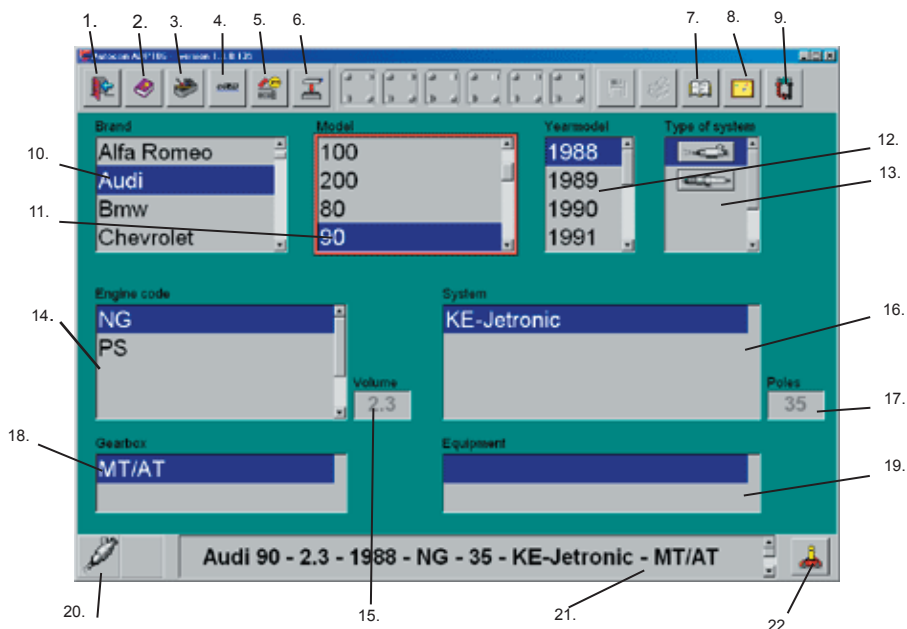 1.
2.
3.
4.
5.
6.
7.
8.
9.
Brand
Model
Yearmodel
Type of system
10.
Alfa Romeo
Audi
Bmw
Chevrolet
11.
100
200
80
90
1988
1989
1990
1991
12.
13.
Engine code
System
14.
NG
PS
KE-Jetronic
16.
Volume
2.3
Poles
35
17.
18.
Gearbox
MT/AT
Equipment
19.
Audi 90 - 2.3 - 1988 - NG - 35 - KE-Jetronic - MT/AT
20.
15.
21.
22